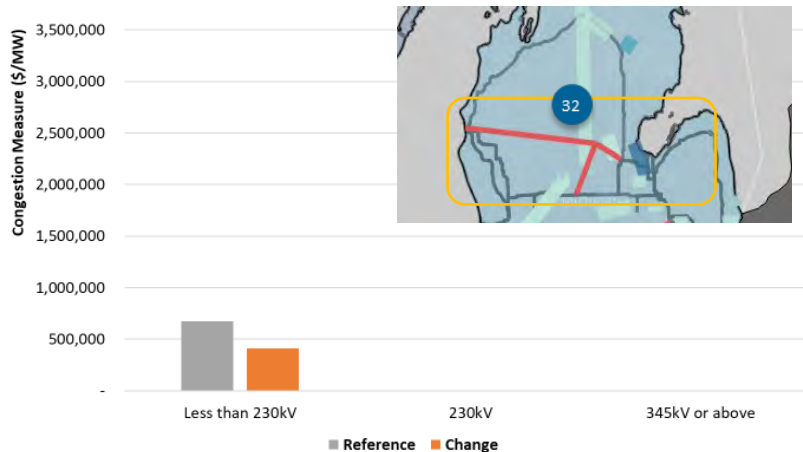 Congestion Measure ($/MW)
3,500,000
3,000,000
2,500,000
2,000,000
1,500,000
1,000,000
500,000
-
32
Less than 230kV
230kV
345kV or above
Reference
Change